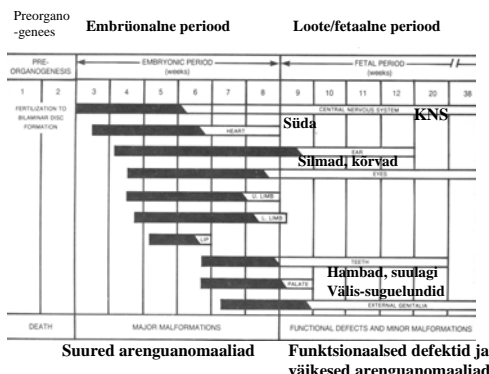 Preorgano
-genees
Embrüonalne periood
Loote/fetaalne periood
PRE-
ORGANOGENESIS
EMBRYONIC PERIOD
(weeks)
FETAL PERIOD
(weeks)
1 2 3 4 5 6 7 8 9 10 11 12 20 38
FERTILIZATION TO
BILAMINAR DISC
FORMATION
CENTRAL NERVOUS SYSTEM
KNS
Süda
HEART
EAR
Silmad, kõrvad
EYES
U. LIMB
L. LIMB
LIP
TEETH
Hambad, suulagi
PALATE
Välis-suguelundid
EXTERNAL GENITALIA
DEATH
MAJOR MALFORMATIONS
FUNCTIONAL DEFECTS AND MINOR MALFORMATIONS
Suured arenguanomaaliad
Funktsionaalsed defektid ja
väikesed arenguanomaaliad